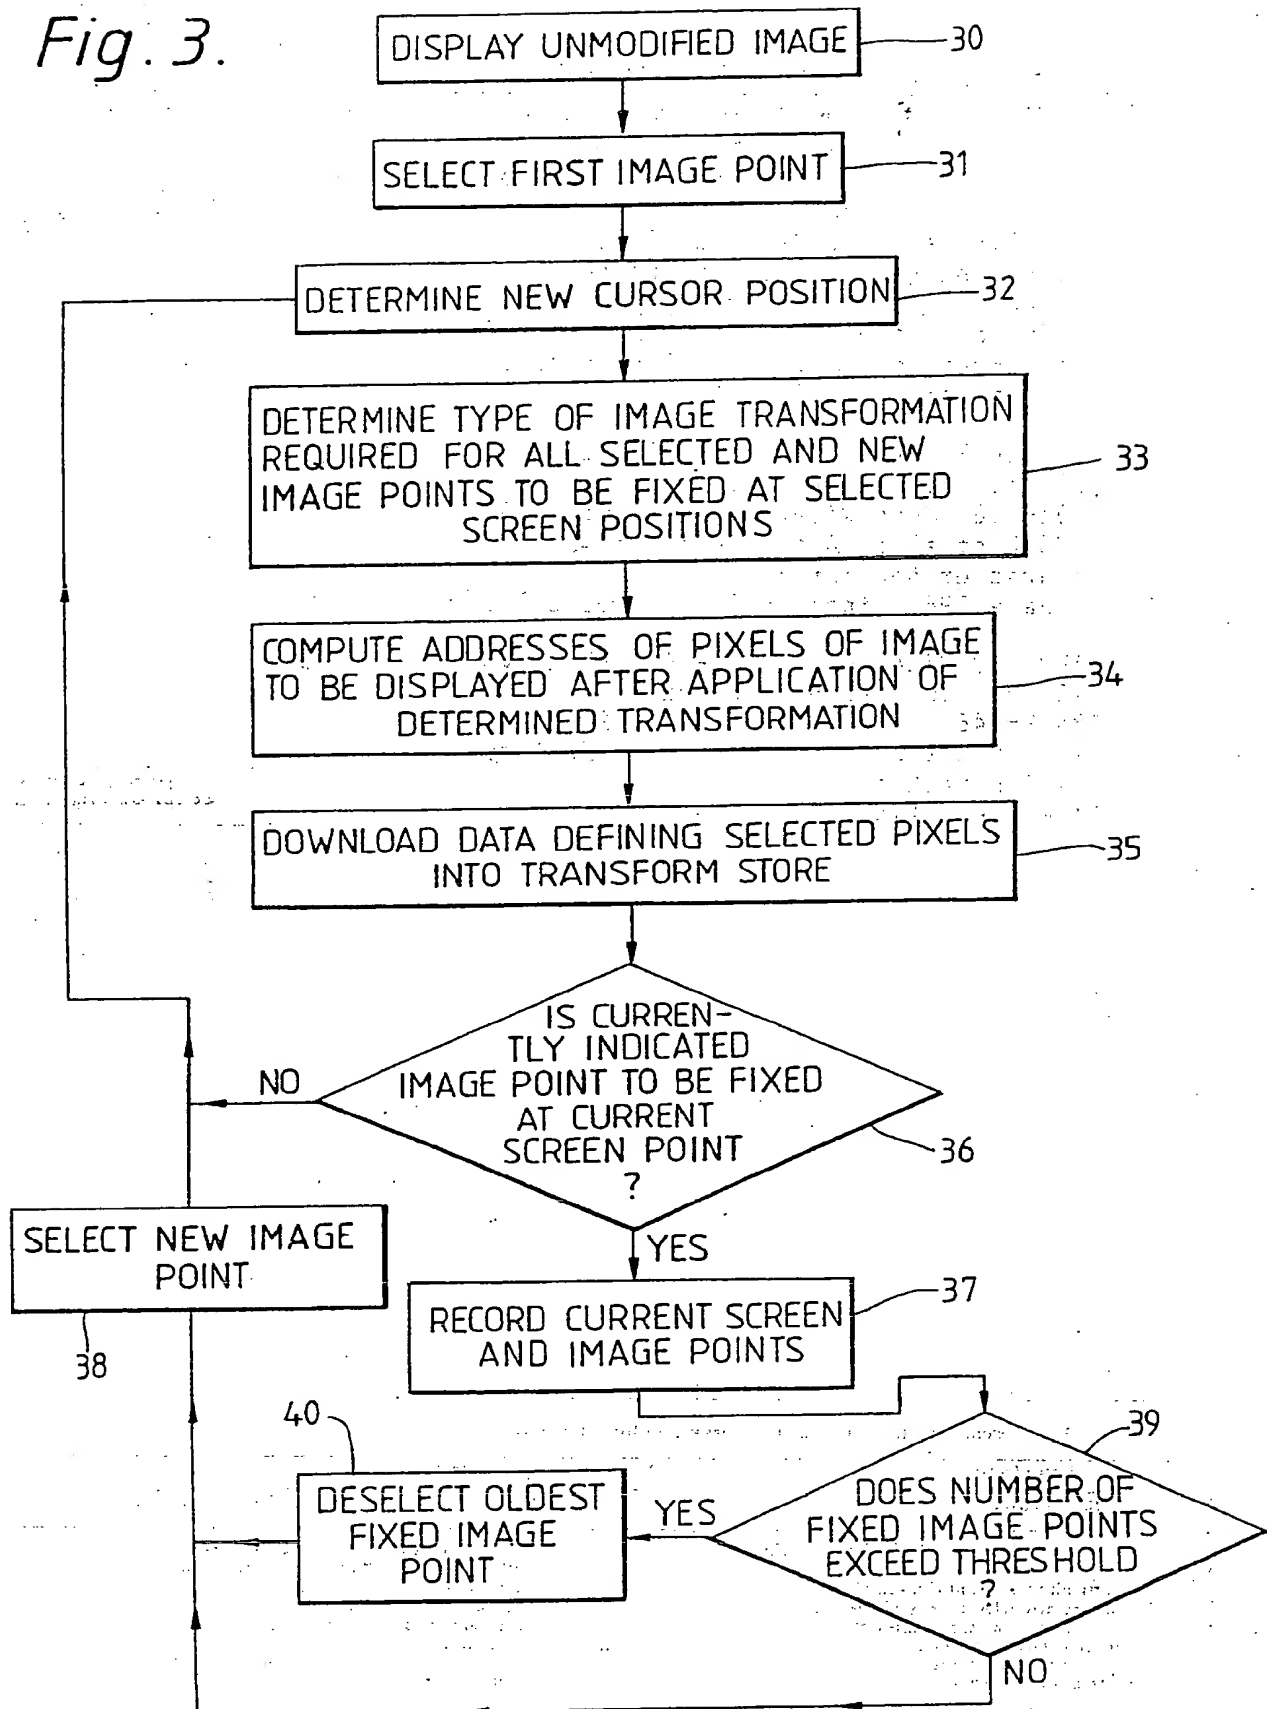 Fig. 3.
DISPLAY UNMODIFIED IMAGE
30
SELECT FIRST IMAGE POINT
31
DETERMINE NEW CURSOR POSITION
32
DETERMINE TYPE OF IMAGE TRANSFORMATION
REQUIRED FOR ALL SELECTED AND NEW
IMAGE POINTS TO BE FIXED AT SELECTED
SCREEN POSITIONS
33
COMPUTE ADDRESSES OF PIXELS OF IMAGE
TO BE DISPLAYED AFTER APPLICATION OF
DETERMINED TRANSFORMATION
34
DOWNLOAD DATA DEFINING SELECTED PIXELS
INTO TRANSFORM STORE
35
IS CURREN-
TLY INDICATED
IMAGE POINT TO BE FIXED
AT CURRENT
SCREEN POINT
?
36
NO
YES
SELECT NEW IMAGE
POINT
38
RECORD CURRENT SCREEN
AND IMAGE POINTS
37
DOES NUMBER OF
FIXED IMAGE POINTS
EXCEED THRESHOLD
?
39
YES
DESELECT OLDEST
FIXED IMAGE
POINT
40
NO